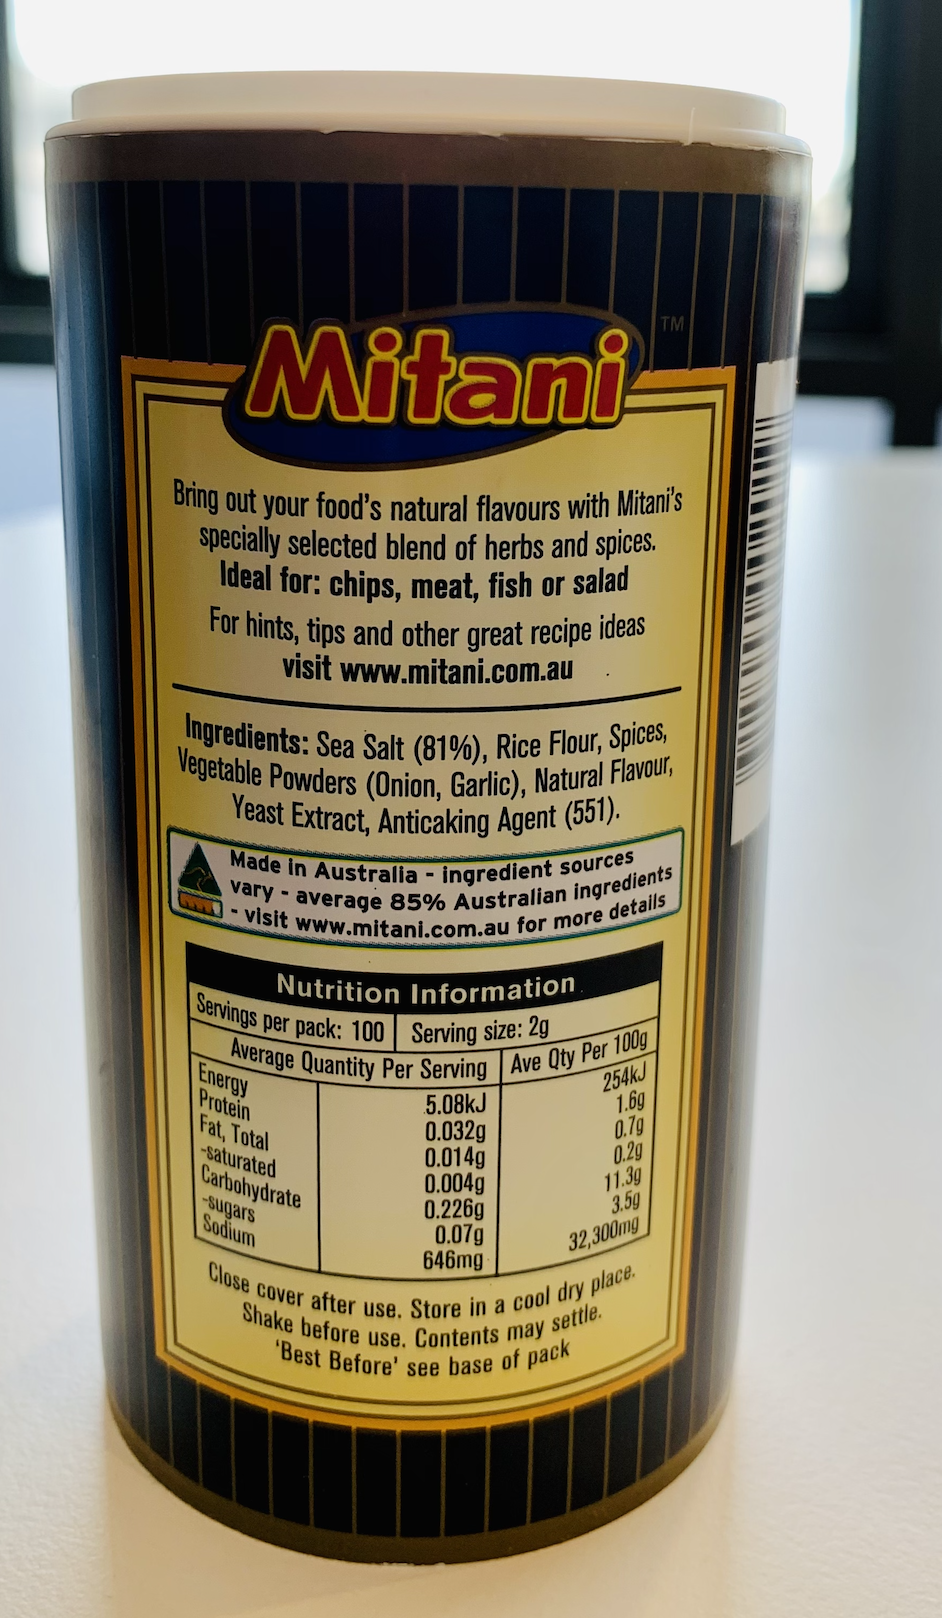 Mitani
TM
Bring out your food's natural flavours with Mitani's
specially selected blend of herbs and spices.
Ideal for: chips, meat, fish or salad
For hints, tips and other great recipe ideas
visit www.mitani.com.au
Ingredients: Sea Salt (81%), Rice Flour, Spices,
Vegetable Powders (Onion, Garlic), Natural Flavour,
Yeast Extract, Anticaking Agent (551).
Made in Australia - ingredient sources
vary - average 85% Australian ingredients
- visit www.mitani.com.au for more details
Nutrition Information
Servings per pack: 100 Serving size: 2g
Average Quantity Per Serving Ave Qty Per 100g
Energy 5.08kJ 254kJ
Protein 0.032g 1.6g
Fat, Total 0.014g 0.7g
-saturated 0.004g 0.2g
Carbohydrate 0.226g 11.3g
-sugars 0.07g 3.5g
Sodium 646mg 32,300mg
Close cover after use. Store in a cool dry place.
Shake before use. Contents may settle.
'Best Before' see base of pack